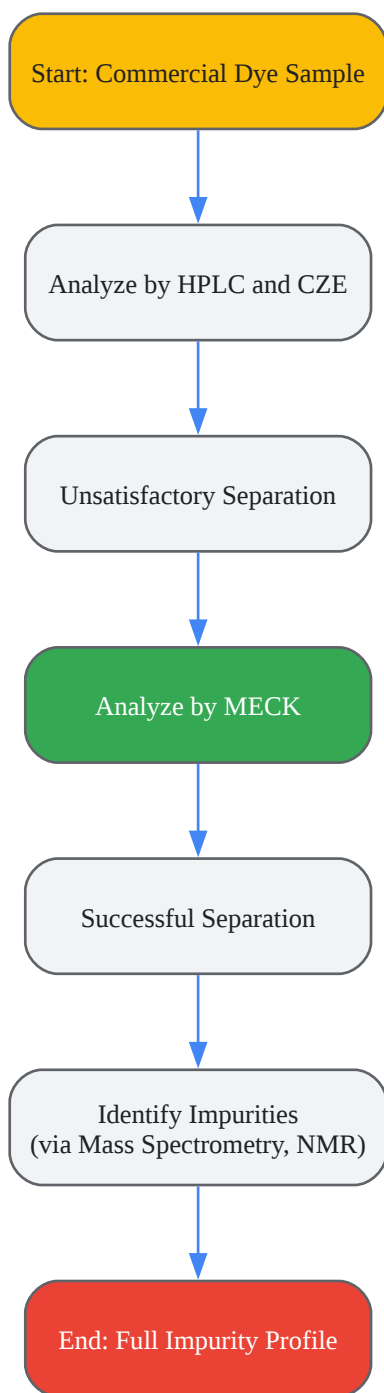 Start: Commercial Dye Sample
Analyze by HPLC and CZE
Unsatisfactory Separation
Analyze by MECK
Successful Separation
Identify Impurities
(via Mass Spectrometry, NMR)
End: Full Impurity Profile